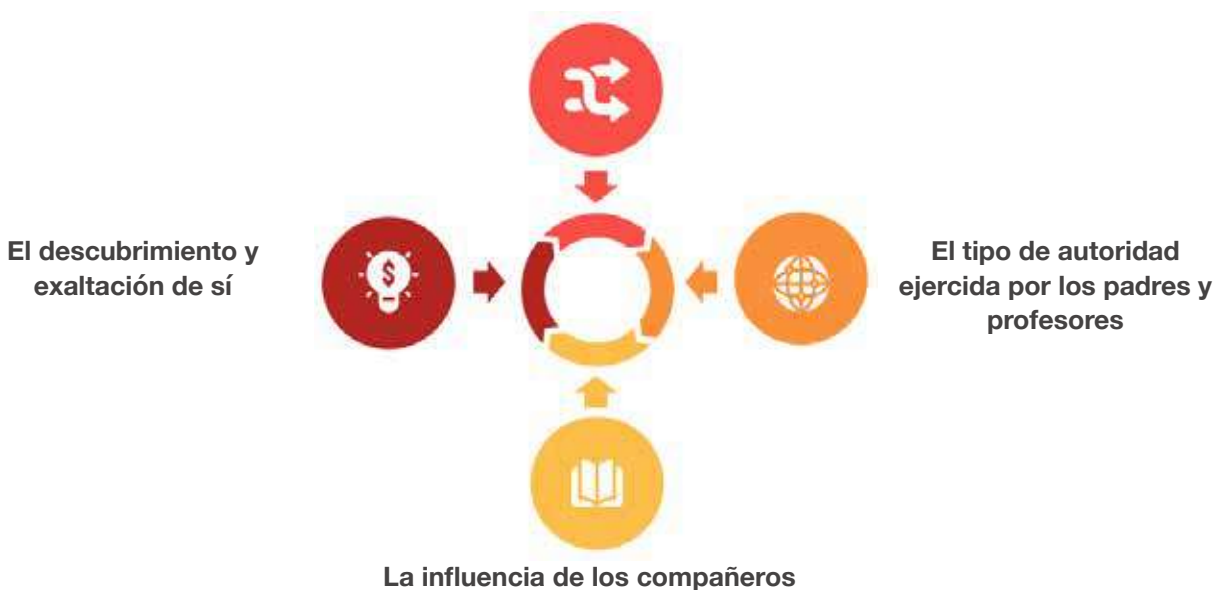 El descubrimiento y
exaltación de sí
$
El tipo de autoridad
ejercida por los padres y
profesores
La influencia de los compañeros